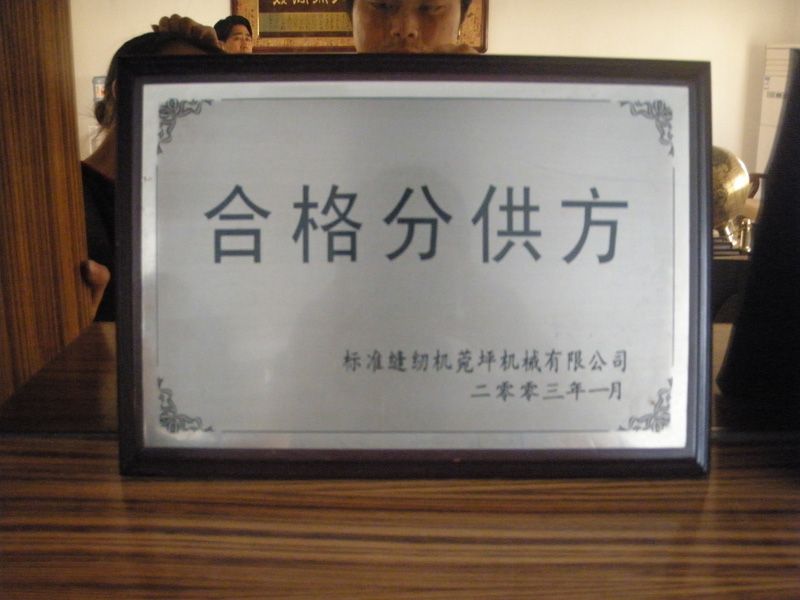 合格分供方
标准缝纫机菀坪机械有限公司
二零零三年一月